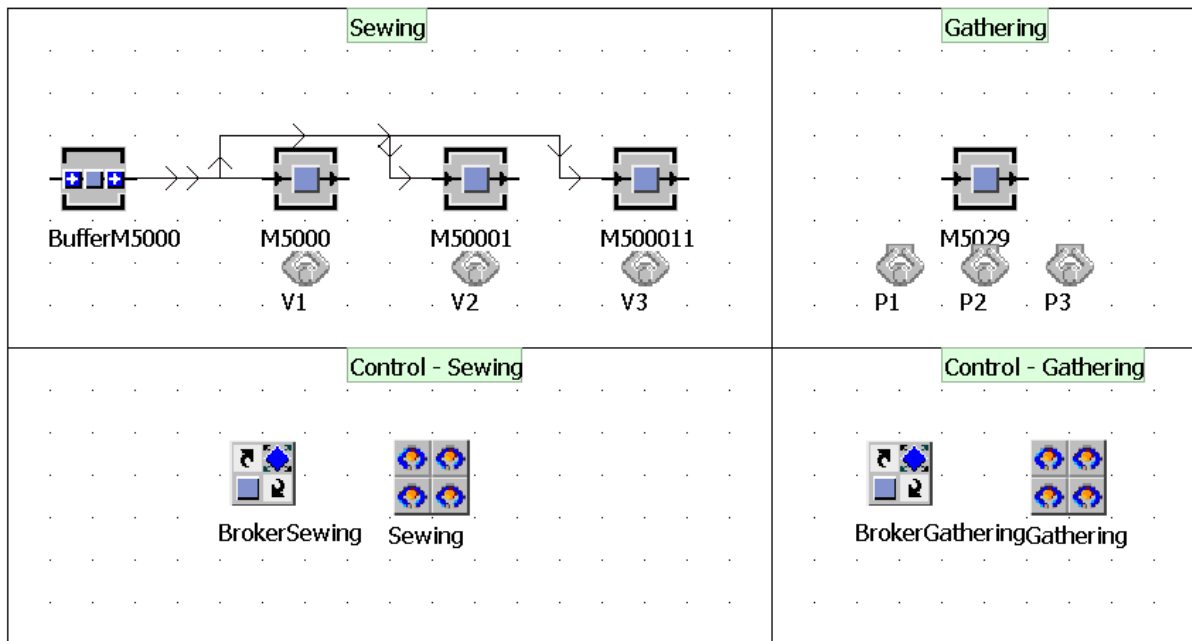 Sewing
Gathering
BufferM5000
M5000
M50001
M500011
M5029
V1
V2
V3
P1
P2
P3
Control - Sewing
Control - Gathering
BrokerSewing
Sewing
BrokerGathering
Gathering